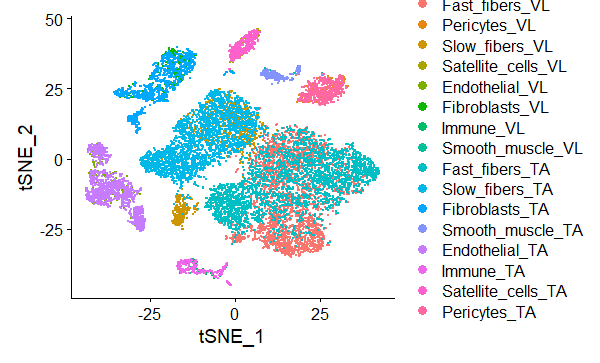 Fast_fibers_VL
Pericytes_VL
Slow_fibers_VL
Satellite_cells_VL
Endothelial_VL
Fibroblasts_VL
Immune_VL
Smooth_muscle_VL
Fast_fibers_TA
Slow_fibers_TA
Fibroblasts_TA
Smooth_muscle_TA
Endothelial_TA
Immune_TA
Satellite_cells_TA
Pericytes_TA
50
25
0
-25
tSNE_2
-25 0 25
tSNE_1